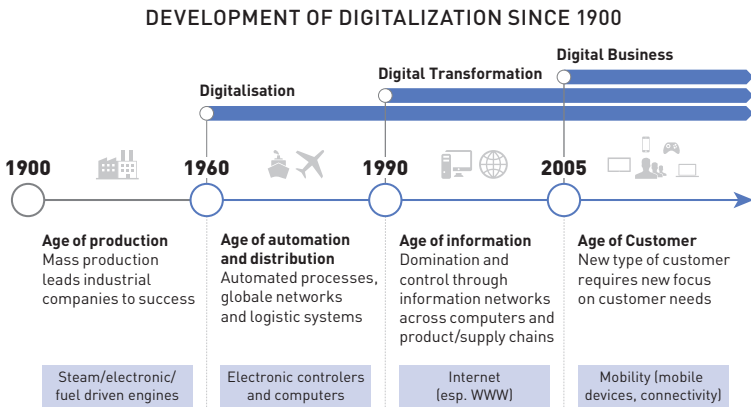 DEVELOPMENT OF DIGITALIZATION SINCE 1900
Digital Business
Digital Transformation
Digitalisation
1900
1960
1990
2005
Age of production
Mass production
leads industrial
companies to success
Age of automation
and distribution
Automated processes,
globale networks
and logistic systems
Age of information
Domination and
control through
information networks
across computers and
product/supply chains
Age of Customer
New type of customer
requires new focus
on customer needs
Steam/electronic/
fuel driven engines
Electronic controlers
and computers
Internet
(esp. WWW)
Mobility (mobile
devices, connectivity)